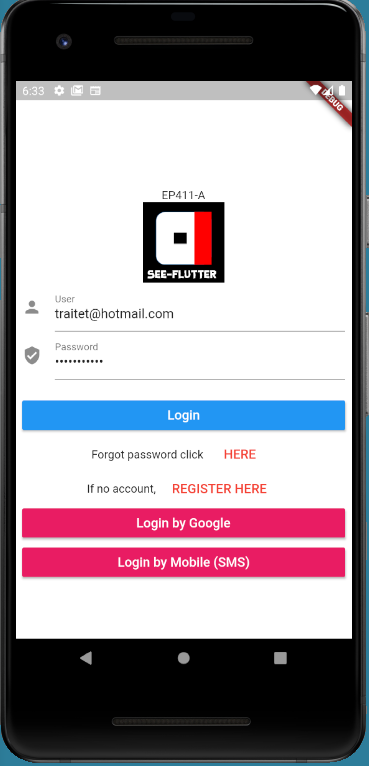 6:33
DEBUG
EP411-A
SEE-FLUTTER
User
traitet@hotmail.com
Password
•••••••••••
Login
Forgot password click HERE
If no account, REGISTER HERE
Login by Google
Login by Mobile (SMS)